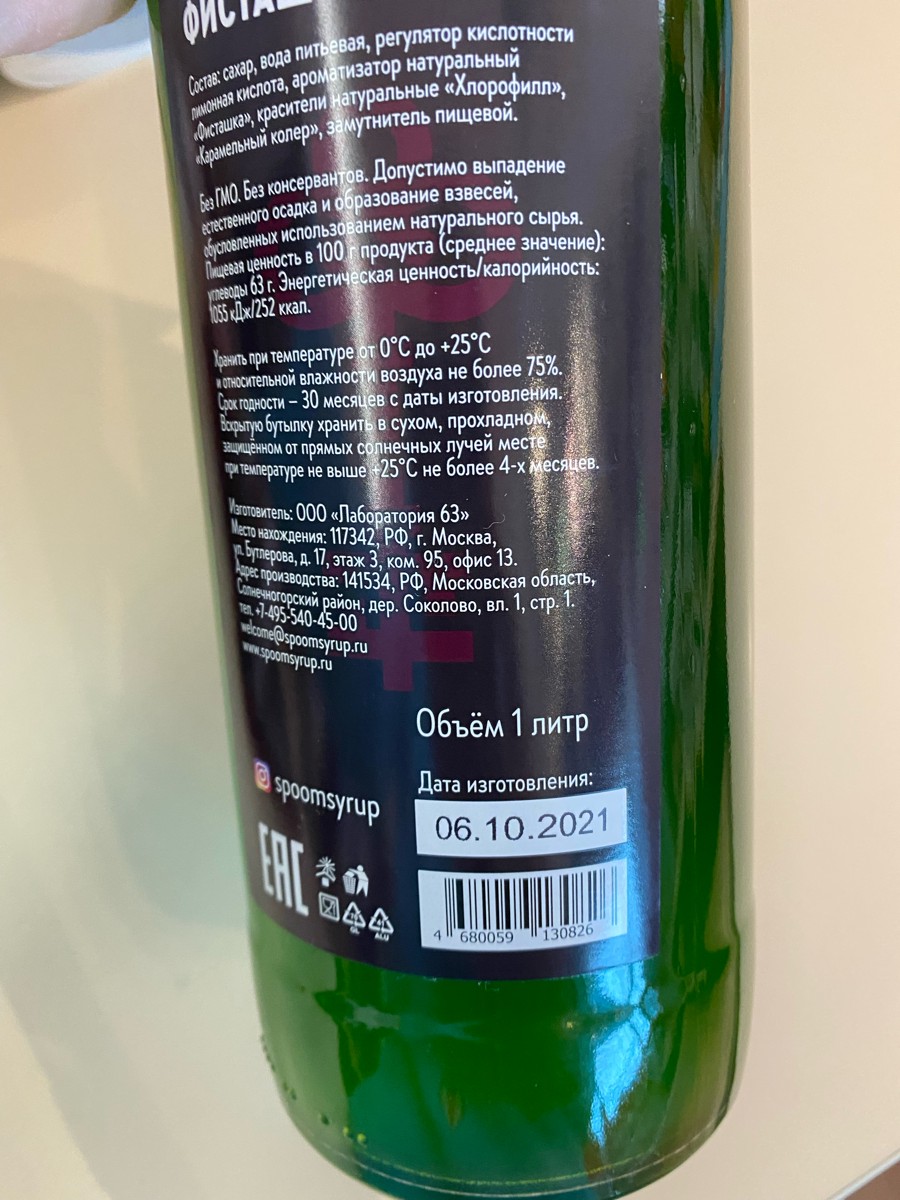 ФИСТАШ
Состав: сахар, вода питьевая, регулятор кислотности
лимонная кислота, ароматизатор натуральный
«Фисташка», красители натуральные «Хлорофилл»,
«Карамельный колер», замутнитель пищевой.
Без ГМО. Без консервантов. Допустимо выпадение
естественного осадка и образование взвесей,
обусловленных использованием натурального сырья.
Пищевая ценность в 100 г продукта (среднее значение):
углеводы 63 г. Энергетическая ценность/калорийность:
1055 кДж/252 ккал.
Хранить при температуре от 0°С до +25°С
и относительной влажности воздуха не более 75%.
Срок годности – 30 месяцев с даты изготовления.
Вскрытую бутылку хранить в сухом, прохладном,
защищённом от прямых солнечных лучей месте
при температуре не выше +25°С не более 4-х месяцев.
Изготовитель: ООО «Лаборатория 63»
Место нахождения: 117342, РФ, г. Москва,
ул. Бутлерова, д. 17, этаж 3, ком. 95, офис 13.
Адрес производства: 141534, РФ, Московская область,
Солнечногорский район, дер. Соколово, вл. 1, стр. 1.
тел. +7-495-540-45-00
welcome@spoomsyrup.ru
www.spoomsyrup.ru
Объём 1 литр
Дата изготовления:
06.10.2021
spoomsyrup
ЕАС
GL
ALU
4 680059 130826